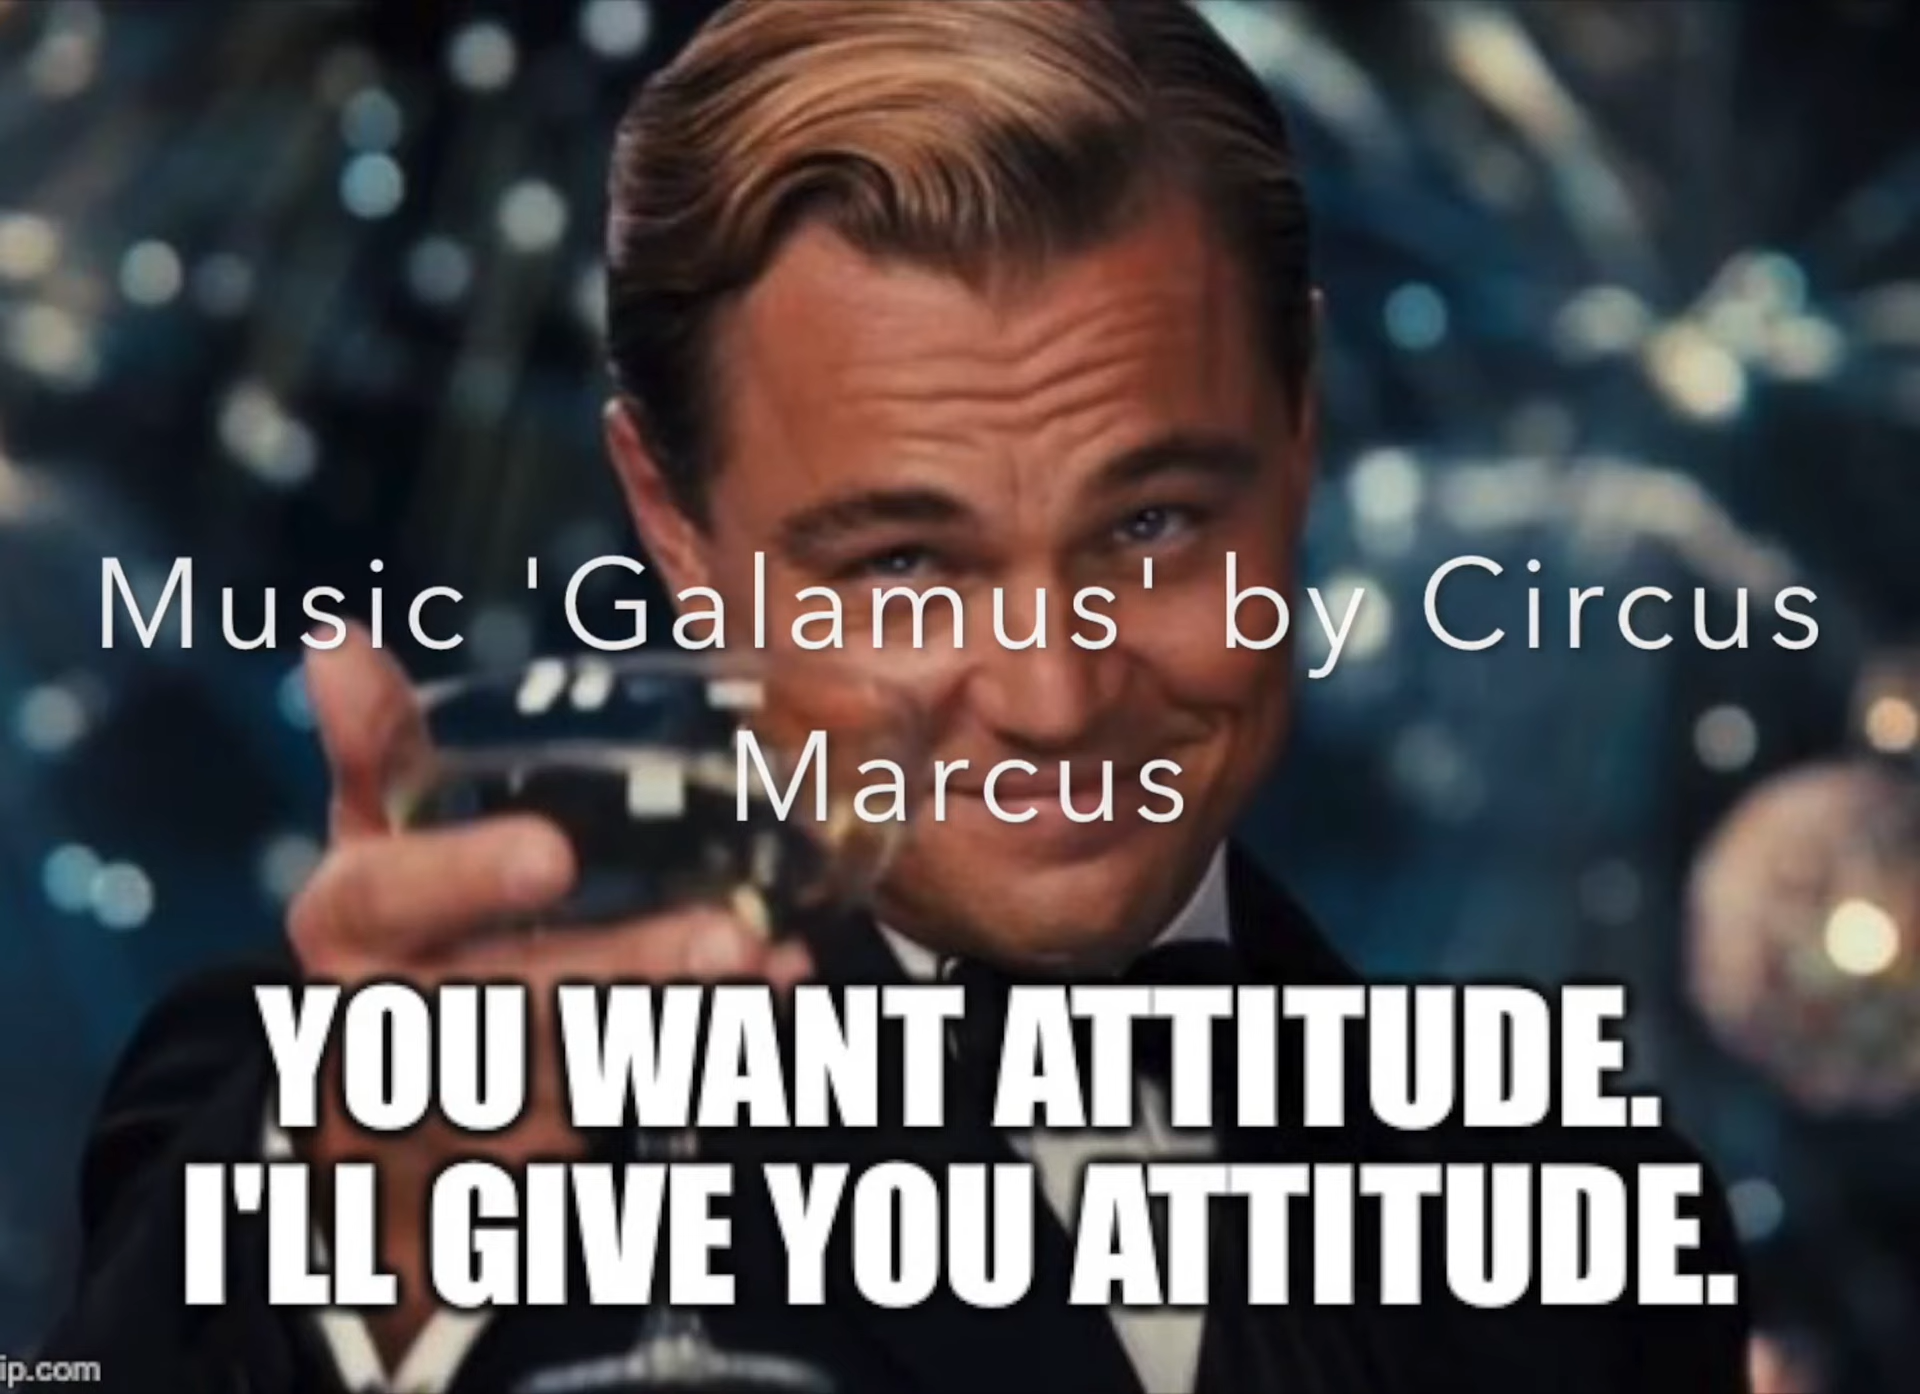 Music 'Galamus' by Circus
Marcus
YOU WANT ATTITUDE.
I'LL GIVE YOU ATTITUDE.
ip.com